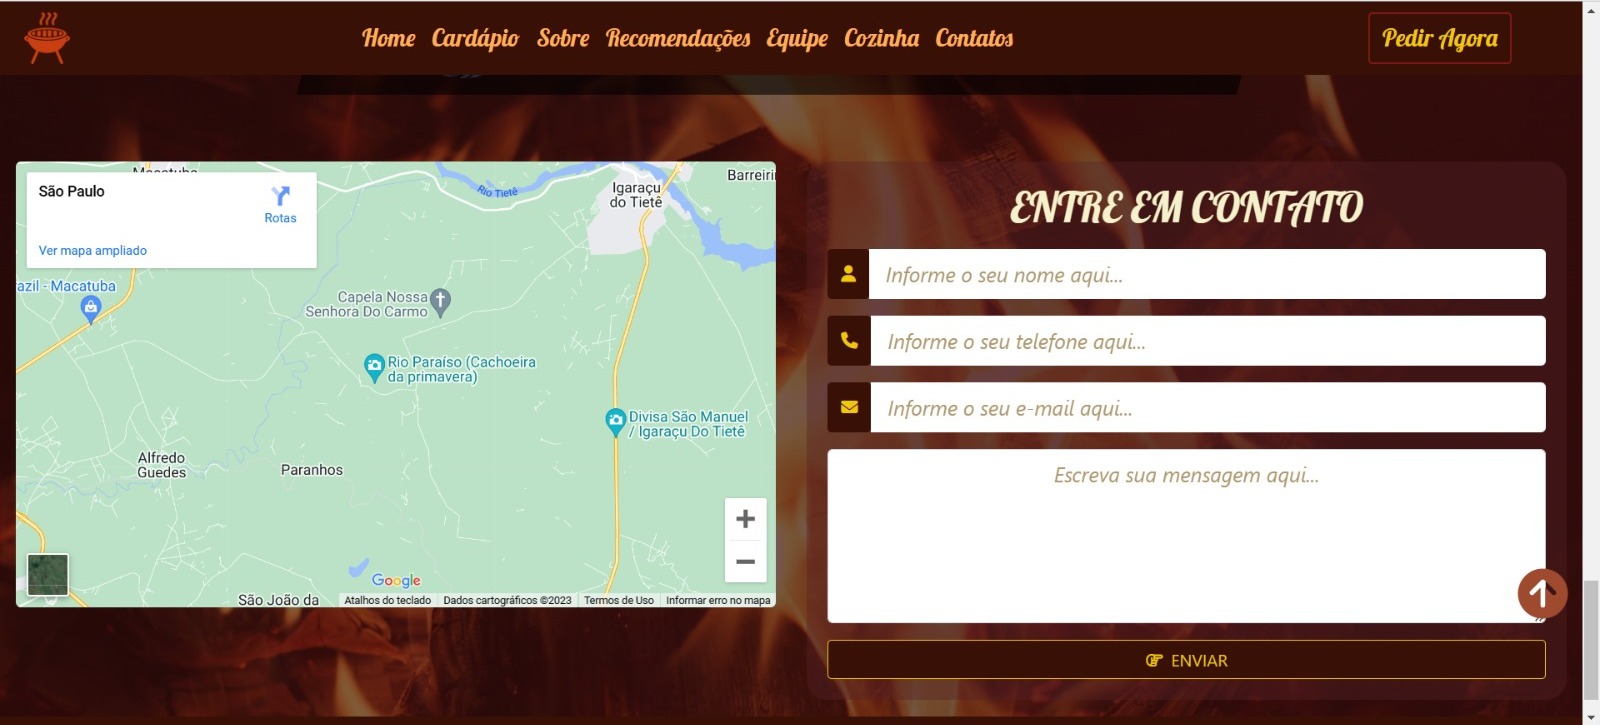 Home Cardápio Sobre Recomendações Equipe Cozinha Contatos
Pedir Agora
Macatuba
São Paulo
Rotas
Ver mapa ampliado
Rio Tietê
Igaraçu
do Tietê
Barreiri
azil - Macatuba
Capela Nossa
Senhora Do Carmo
Rio Paraíso (Cachoeira
da primavera)
Divisa São Manuel
/ Igaraçu Do Tietê
Alfredo
Guedes
Paranhos
Google
São João da
Atalhos do teclado
Dados cartográficos ©2023
Termos de Uso
Informar erro no mapa
ENTRE EM CONTATO
Informe o seu nome aqui...
Informe o seu telefone aqui...
Informe o seu e-mail aqui...
Escreva sua mensagem aqui...
ENVIAR